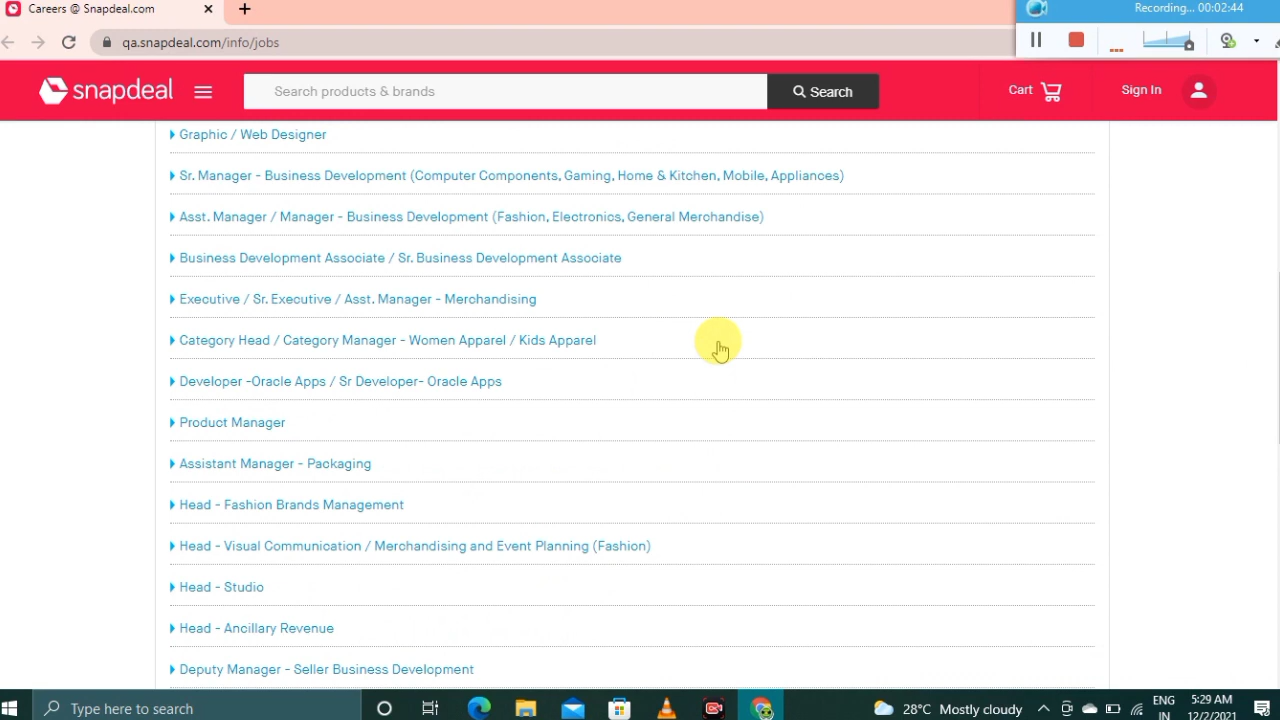 Careers @ Snapdeal.com
Recording... 00:02:44
qa.snapdeal.com/info/jobs
snapdeal
Search products & brands
Search
Cart
Sign In
Graphic / Web Designer
Sr. Manager - Business Development (Computer Components, Gaming, Home & Kitchen, Mobile, Appliances)
Asst. Manager / Manager - Business Development (Fashion, Electronics, General Merchandise)
Business Development Associate / Sr. Business Development Associate
Executive / Sr. Executive / Asst. Manager - Merchandising
Category Head / Category Manager - Women Apparel / Kids Apparel
Developer -Oracle Apps / Sr Developer- Oracle Apps
Product Manager
Assistant Manager - Packaging
Head - Fashion Brands Management
Head - Visual Communication / Merchandising and Event Planning (Fashion)
Head - Studio
Head - Ancillary Revenue
Deputy Manager - Seller Business Development
Type here to search
28°C Mostly cloudy
ENG
IN
5:29 AM
12/2/2021